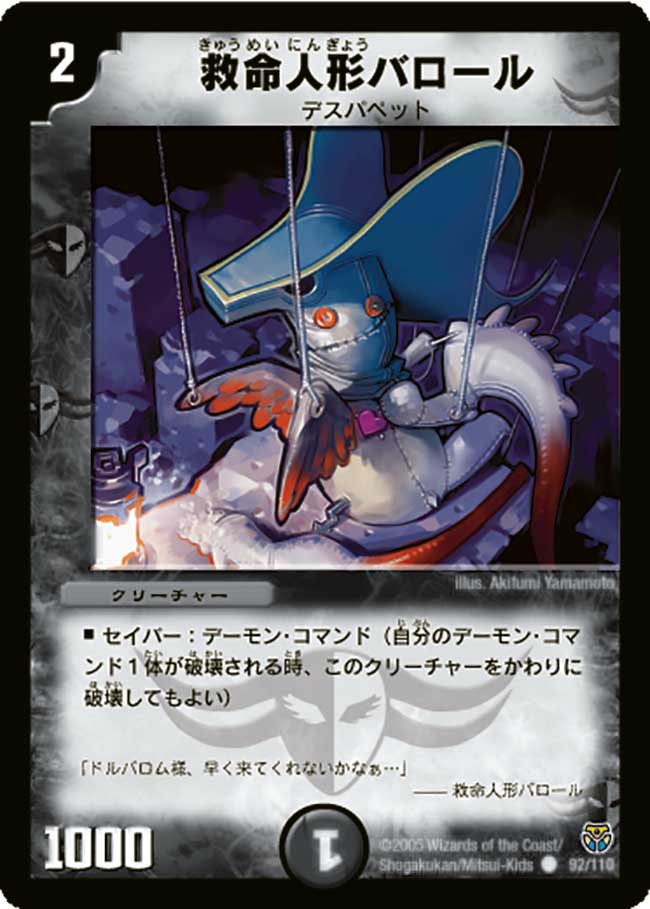 2
きゅうめいにんぎょう
救命人形バロール
デスパペット
illus. Akifumi Yamamoto
クリーチャー
■ セイバー：デーモン・コマンド（自分のデーモン・コマ
ンド1体が破壊される時、このクリーチャーをかわりに
破壊してもよい）
「ドルバロム様、早く来てくれないかなぁ…」
—— 救命人形バロール
1000
1
©2005 Wizards of the Coast/
Shogakukan/Mitsui-Kids
92/110